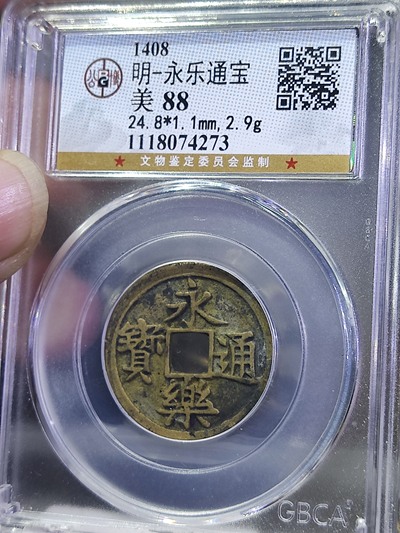 1408
明-永乐通宝
美 88
24.8*1.1mm, 2.9g
1118074273
★ 文物鉴定委员会监制 ★
永
寶 通
樂
GBCA